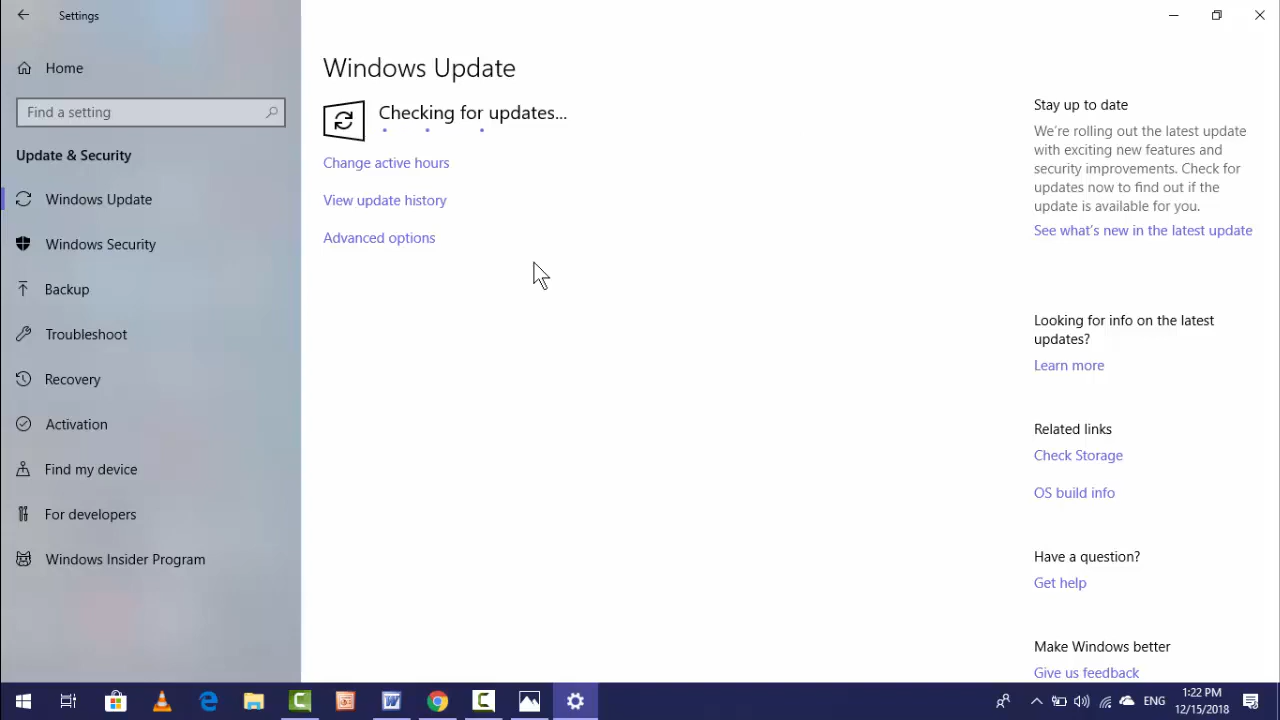 Settings
Home
Find a setting
Update & Security
Windows Update
Windows Security
Backup
Troubleshoot
Recovery
Activation
Find my device
For developers
Windows Insider Program
Windows Update
Checking for updates...
Change active hours
View update history
Advanced options
Stay up to date
We're rolling out the latest update
with exciting new features and
security improvements. Check for
updates now to find out if the
update is available for you.
See what's new in the latest update
Looking for info on the latest
updates?
Learn more
Related links
Check Storage
OS build info
Have a question?
Get help
Make Windows better
Give us feedback
ENG
1:22 PM
12/15/2018